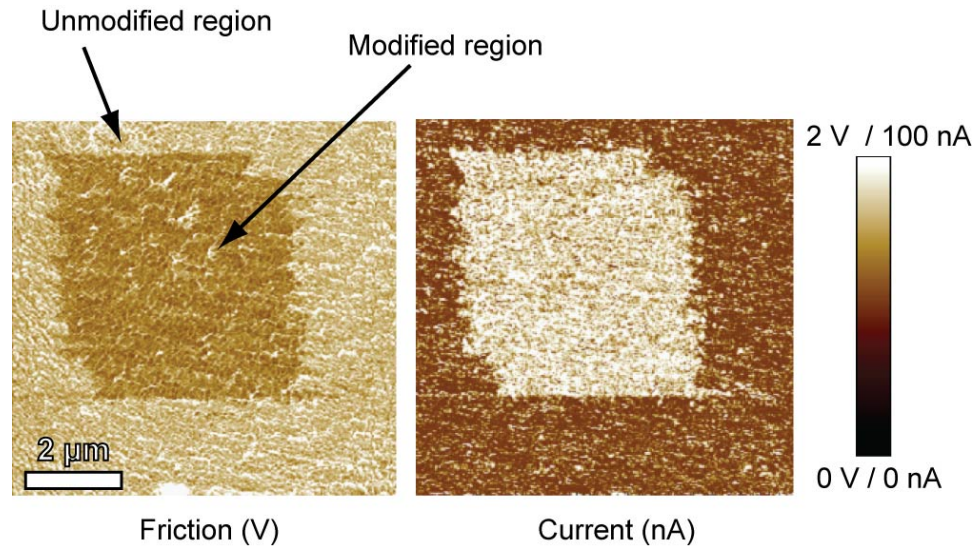 Unmodified region
Modified region
2 V / 100 nA
2 μm
0 V / 0 nA
Friction (V)
Current (nA)